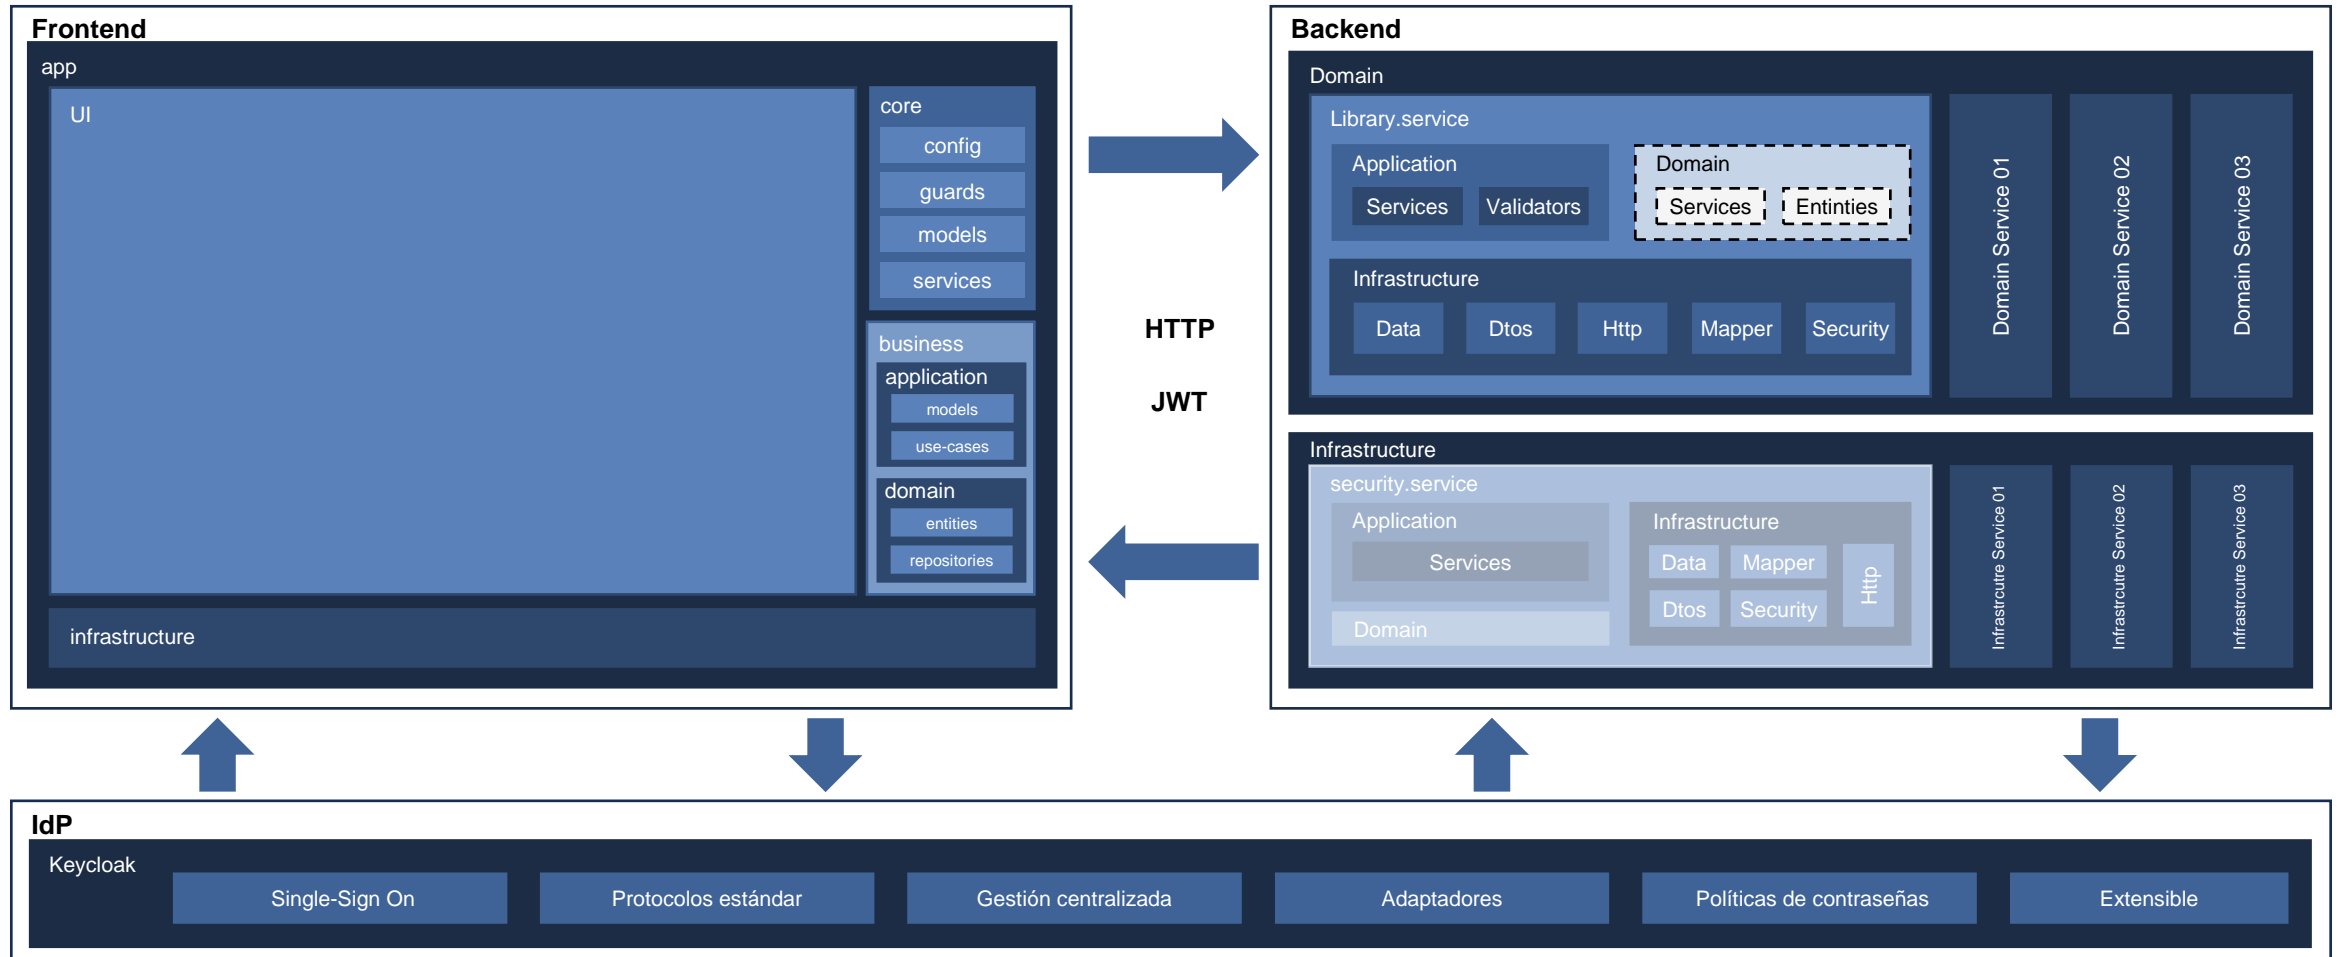 Frontend
app
UI
core
config
guards
models
services
business
application
models
use-cases
domain
entities
repositories
infrastructure
HTTP
JWT
Backend
Domain
Library.service
Application
Services
Validators
Domain
Services
Entinties
Infrastructure
Data
Dtos
Http
Mapper
Security
Domain Service 01
Domain Service 02
Domain Service 03
Infrastructure
security.service
Application
Services
Domain
Infrastructure
Data
Mapper
Dtos
Security
Http
Infrastrcutre Service 01
Infrastrcutre Service 02
Infrastrcutre Service 03
IdP
Keycloak
Single-Sign On
Protocolos estándar
Gestión centralizada
Adaptadores
Políticas de contraseñas
Extensible